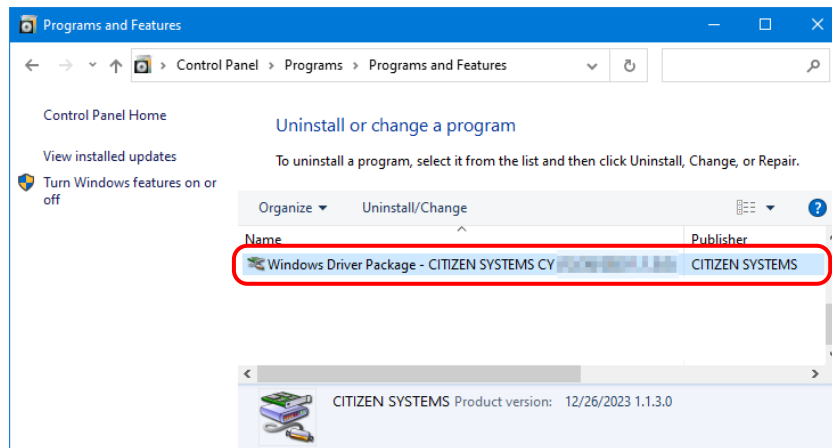 Programs and Features
Control Panel > Programs > Programs and Features
Control Panel Home
View installed updates
Turn Windows features on or
off
Uninstall or change a program
To uninstall a program, select it from the list and then click Uninstall, Change, or Repair.
Organize
Uninstall/Change
Name
Publisher
Windows Driver Package - CITIZEN SYSTEMS CY
CITIZEN SYSTEMS
CITIZEN SYSTEMS Product version: 12/26/2023 1.1.3.0